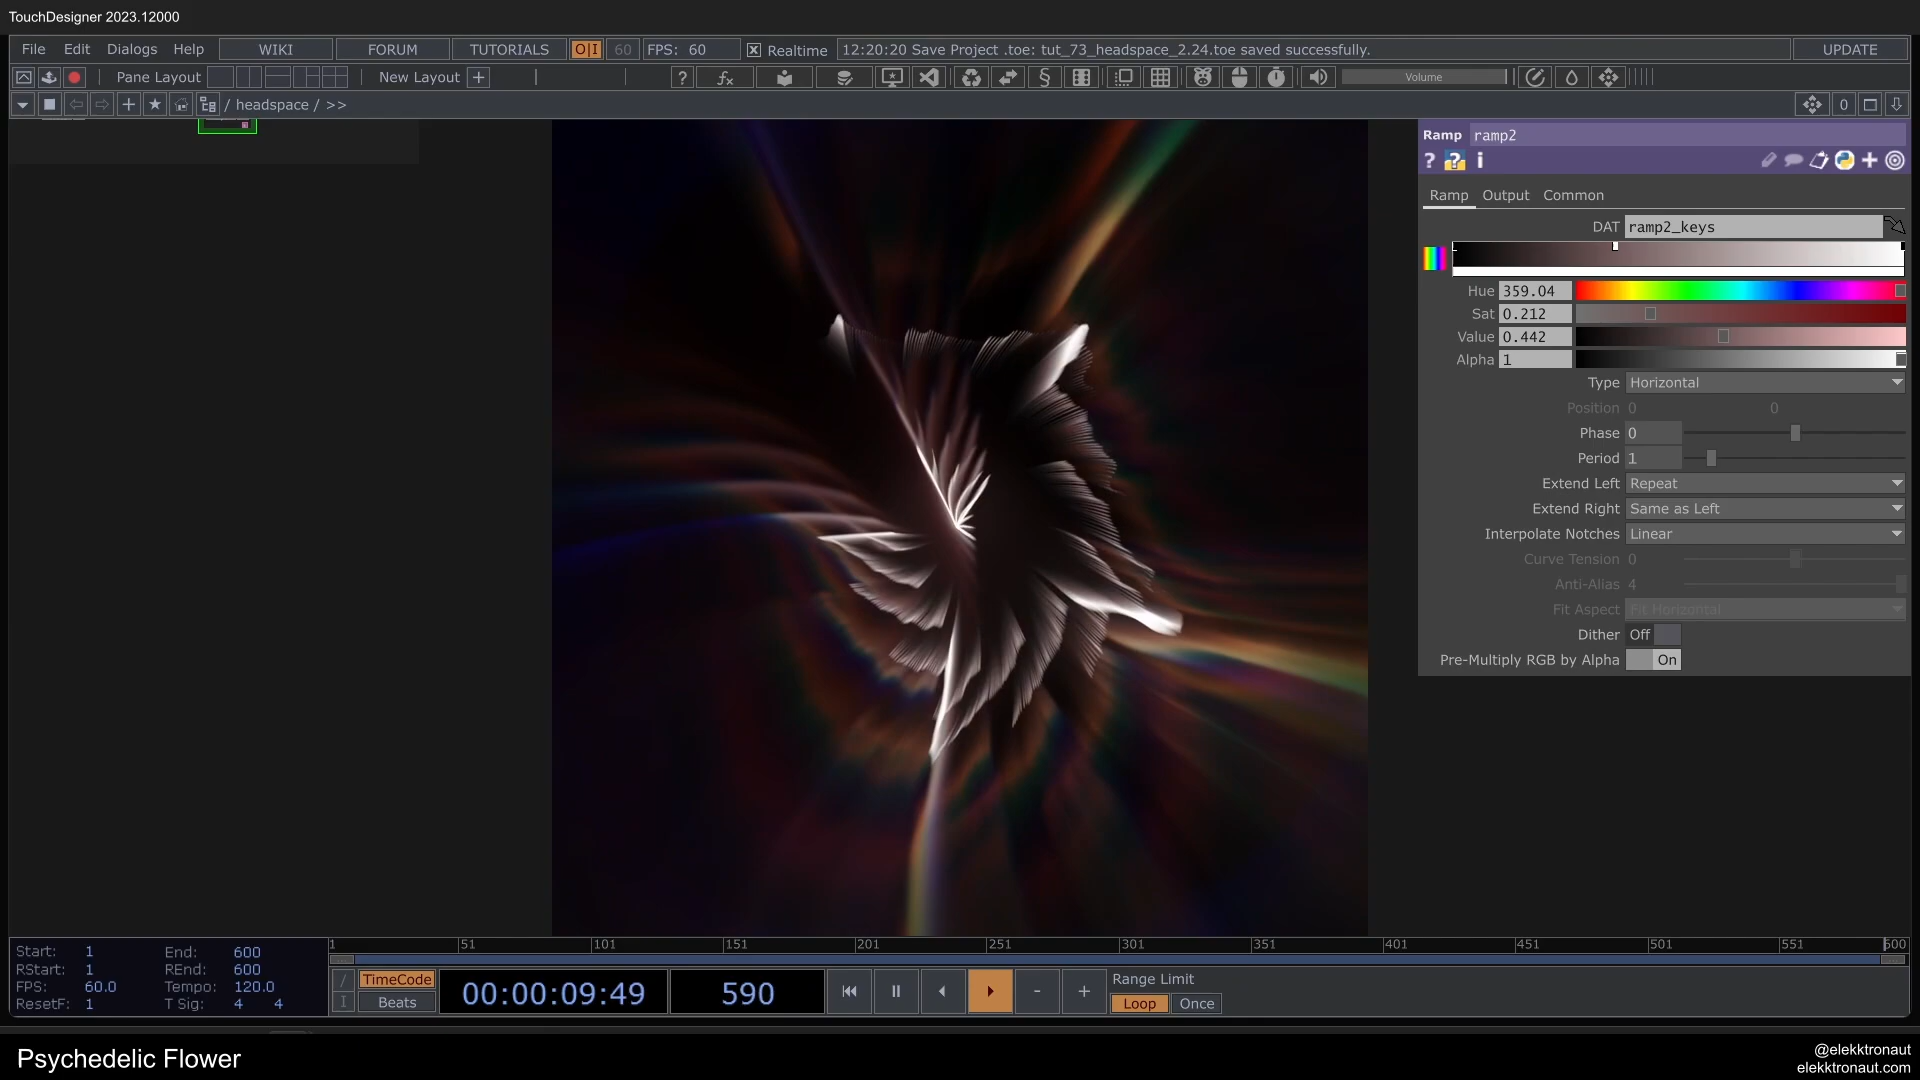 TouchDesigner 2023.12000
File Edit Dialogs Help WIKI FORUM TUTORIALS O|I 60 FPS: 60 Realtime 12:20:20 Save Project .toe: tut_73_headspace_2.24.toe saved successfully. UPDATE
Pane Layout New Layout + ? fx § Volume
/ headspace / >> 0
Ramp ramp2
? ? i
Ramp Output Common
DAT ramp2_keys
Hue 359.04
Sat 0.212
Value 0.442
Alpha 1
Type Horizontal
Position 0 0
Phase 0
Period 1
Extend Left Repeat
Extend Right Same as Left
Interpolate Notches Linear
Curve Tension 0
Anti-Alias 4
Fit Aspect Fit Horizontal
Dither Off
Pre-Multiply RGB by Alpha On
1 51 101 151 201 251 301 351 401 451 501 551 600
Start: 1 End: 600
RStart: 1 REnd: 600
FPS: 60.0 Tempo: 120.0
ResetF: 1 T Sig: 4 4
/ TimeCode
I Beats
00:00:09:49 590 - +
Range Limit
Loop Once
Psychedelic Flower
@elekktronaut
elekktronaut.com